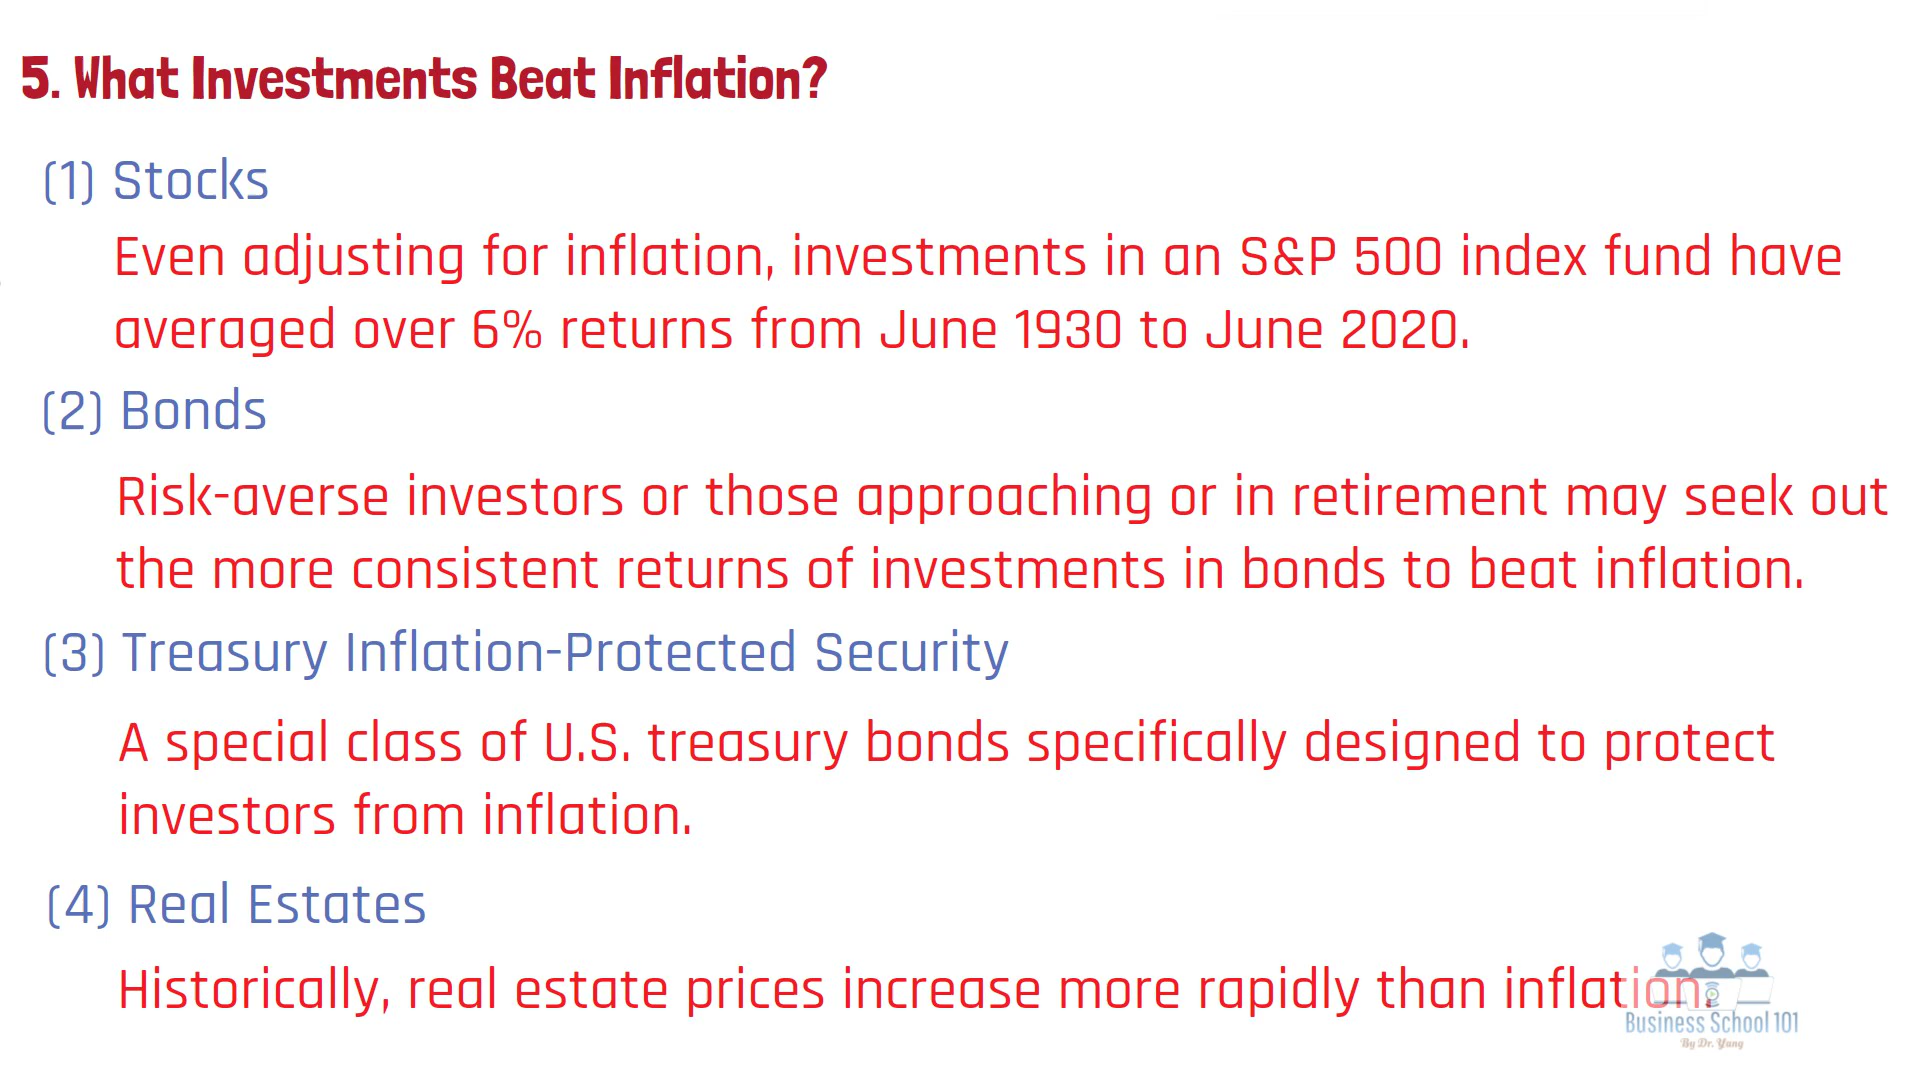 5. What Investments Beat Inflation?
(1) Stocks
Even adjusting for inflation, investments in an S&P 500 index fund have
averaged over 6% returns from June 1930 to June 2020.
(2) Bonds
Risk-averse investors or those approaching or in retirement may seek out
the more consistent returns of investments in bonds to beat inflation.
(3) Treasury Inflation-Protected Security
A special class of U.S. treasury bonds specifically designed to protect
investors from inflation.
(4) Real Estates
Historically, real estate prices increase more rapidly than inflation.
Business School 101
By Dr. Yang